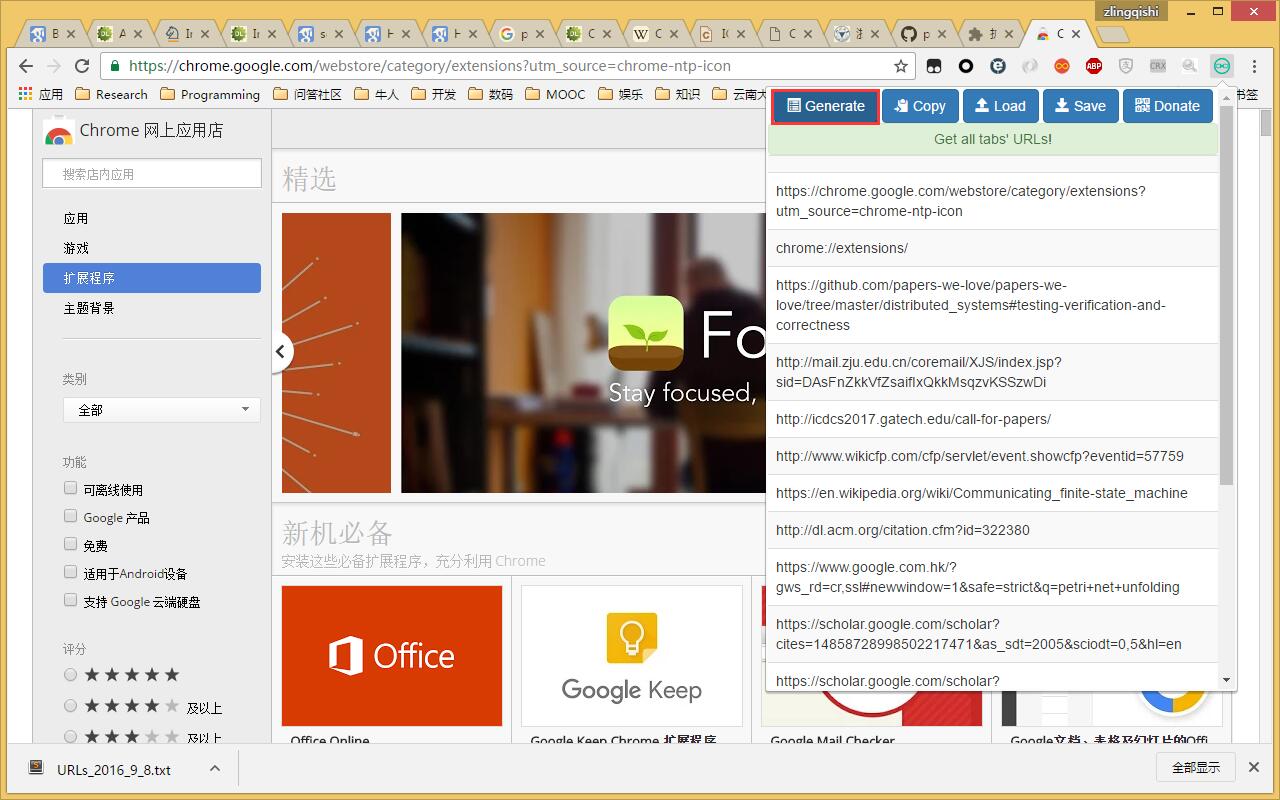 zlingqishi
B
A
In
In
s
H
H
p
C
C
IC
C
p
C
https://chrome.google.com/webstore/category/extensions?utm_source=chrome-ntp-icon
ABP
CRX
应用
Research
Programming
问答社区
牛人
开发
数码
MOOC
娱乐
知识
云南大
书签
Generate
Copy
Load
Save
Donate
Get all tabs' URLs!
Chrome 网上应用店
搜索店内应用
应用
游戏
扩展程序
主题背景
类别
全部
功能
可离线使用
Google 产品
免费
适用于Android设备
支持 Google 云端硬盘
评分
及以上
及以上
精选
Fo
Stay focused,
新机必备
安装这些必备扩展程序，充分利用 Chrome
Office
Google Keep
Office Online
Google Keep Chrome 扩展程序
Google Mail Checker
Google文档、表格及幻灯片的Offi
https://chrome.google.com/webstore/category/extensions?
utm_source=chrome-ntp-icon
chrome://extensions/
https://github.com/papers-we-love/papers-we-
love/tree/master/distributed_systems#testing-verification-and-
correctness
http://mail.zju.edu.cn/coremail/XJS/index.jsp?
sid=DAsFnZkkVfZsaifIxQkkMsqzvKSSzwDi
http://icdcs2017.gatech.edu/call-for-papers/
http://www.wikicfp.com/cfp/servlet/event.showcfp?eventid=57759
https://en.wikipedia.org/wiki/Communicating_finite-state_machine
http://dl.acm.org/citation.cfm?id=322380
https://www.google.com.hk/?
gws_rd=cr,ssl#newwindow=1&safe=strict&q=petri+net+unfolding
https://scholar.google.com/scholar?
cites=14858728998502217471&as_sdt=2005&sciodt=0,5&hl=en
https://scholar.google.com/scholar?
URLs_2016_9_8.txt
全部显示